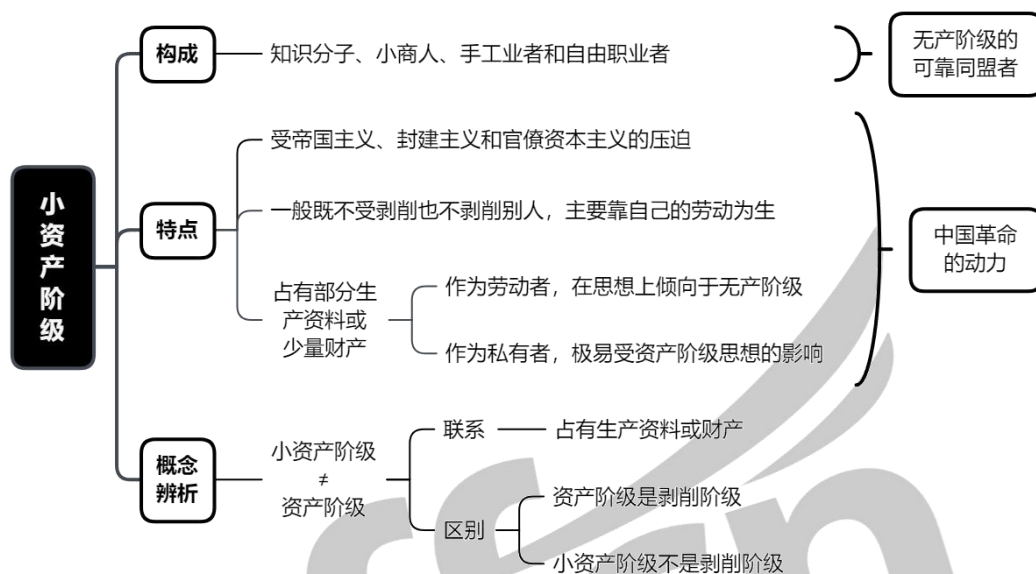 小资产阶级
构成
知识分子、小商人、手工业者和自由职业者
无产阶级的
可靠同盟者
特点
受帝国主义、封建主义和官僚资本主义的压迫
一般既不受剥削也不剥削别人，主要靠自己的劳动为生
占有部分生
产资料或
少量财产
作为劳动者，在思想上倾向于无产阶级
作为私有者，极易受资产阶级思想的影响
中国革命
的动力
概念
辨析
小资产阶级
≠
资产阶级
联系
占有生产资料或财产
区别
资产阶级是剥削阶级
小资产阶级不是剥削阶级